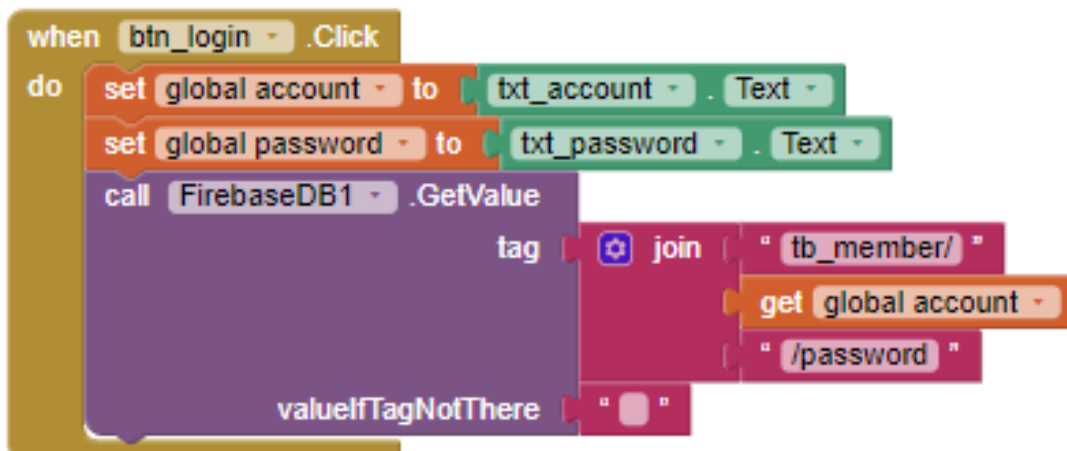 when btn_login .Click
do set global account to txt_account . Text
set global password to txt_password . Text
call FirebaseDB1 .GetValue
tag join " tb_member/ "
get global account
" /password "
valueIfTagNotThere " "